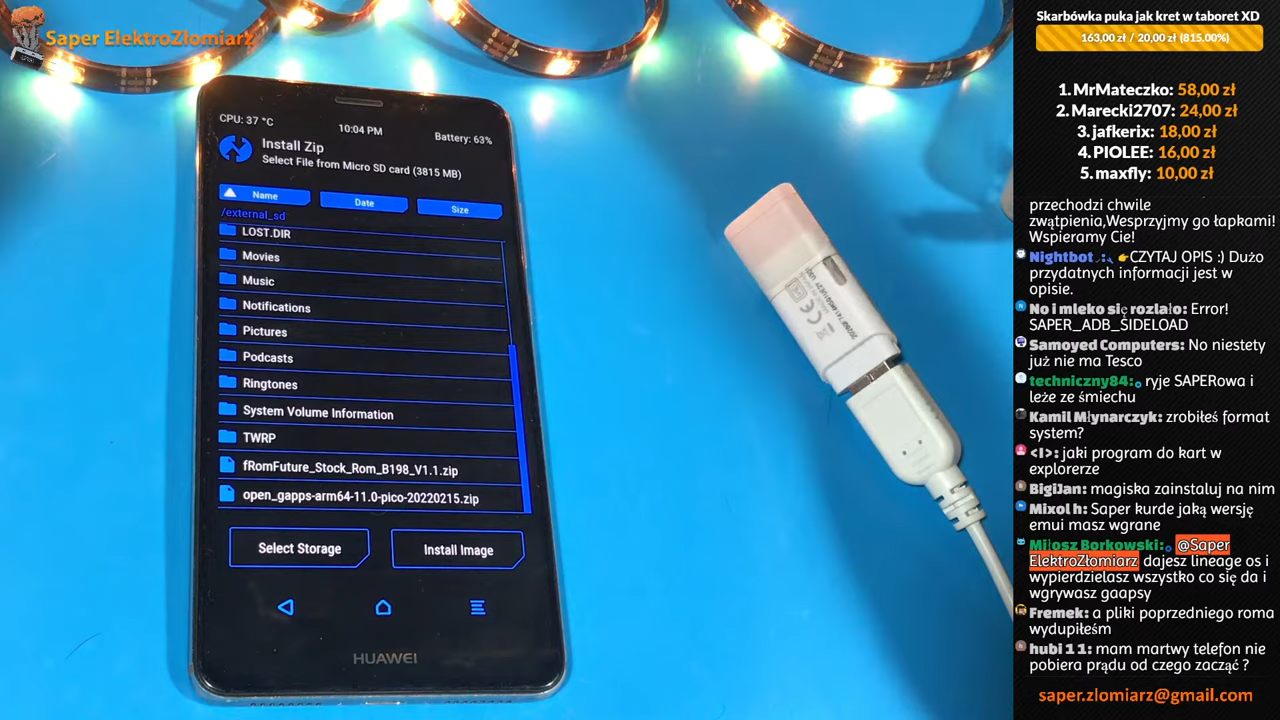 Saper ElektroZłomiarz
CPU: 37 °C
10:04 PM
Battery: 63%
Install Zip
Select File from Micro SD card (3815 MB)
Name
Date
Size
/external_sd
LOST.DIR
Movies
Music
Notifications
Pictures
Podcasts
Ringtones
System Volume Information
TWRP
fRomFuture_Stock_Rom_B198_V1.1.zip
open_gapps-arm64-11.0-pico-20220215.zip
Select Storage
Install Image
HUAWEI
Skarbówka puka jak kret w taboret XD
163,00 zł / 20,00 zł (815.00%)
1. MrMateczko: 58,00 zł
2. Marecki2707: 24,00 zł
3. jafkerix: 18,00 zł
4. PIOLEE: 16,00 zł
5. maxfly: 10,00 zł
przechodzi chwile
zwątpienia,Wesprzyjmy go łapkami!
Wspieramy Cie!
Nightbot: 👉CZYTAJ OPIS :) Dużo
przydatnych informacji jest w
opisie.
No i mleko się rozlało: Error!
SAPER_ADB_SIDELOAD
Samoyed Computers: No niestety
już nie ma Tesco
techniczny84: ryje SAPERowa i
leże ze śmiechu
Kamil Młynarczyk: zrobiłeś format
system?
<I>: jaki program do kart w
explorerze
BigiJan: magiska zainstaluj na nim
Mixol h: Saper kurde jaką wersję
emui masz wgrane
Miłosz Borkowski: @Saper
ElektroZłomiarz dajesz lineage os i
wypierdzielasz wszystko co się da i
wgrywasz gaapsy
Fremek: a pliki poprzedniego roma
wydupiłeśm
hubi 1 1: mam martwy telefon nie
pobiera prądu od czego zacząć ?
saper.zlomiarz@gmail.com